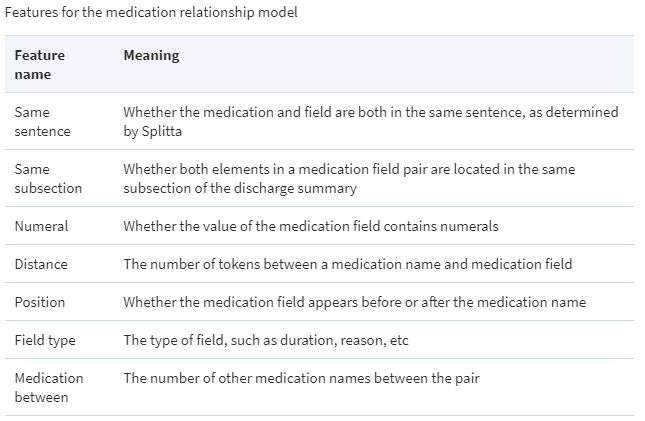 Features for the medication relationship model
Feature name	Meaning
Same sentence	Whether the medication and field are both in the same sentence, as determined by Splitta
Same subsection	Whether both elements in a medication field pair are located in the same subsection of the discharge summary
Numeral	Whether the value of the medication field contains numerals
Distance	The number of tokens between a medication name and medication field
Position	Whether the medication field appears before or after the medication name
Field type	The type of field, such as duration, reason, etc
Medication between	The number of other medication names between the pair